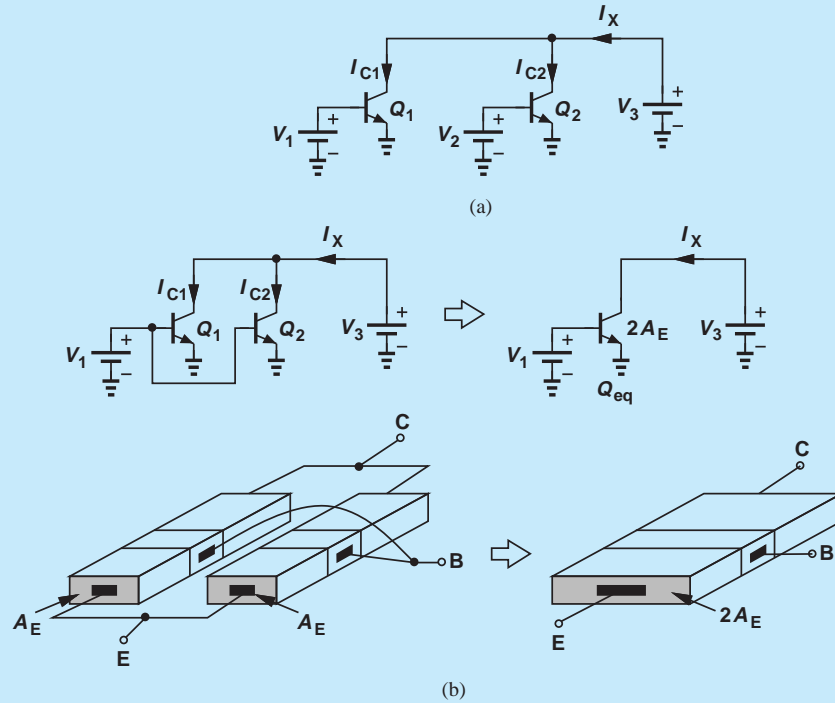 I_X
I_C1
I_C2
Q_1
Q_2
V_1
+
−
V_2
+
−
V_3
+
−
(a)
I_X
I_C1
I_C2
Q_1
Q_2
V_1
+
−
V_3
+
−
I_X
2A_E
V_1
+
−
V_3
+
−
Q_eq
C
B
A_E
A_E
E
C
B
2A_E
E
(b)